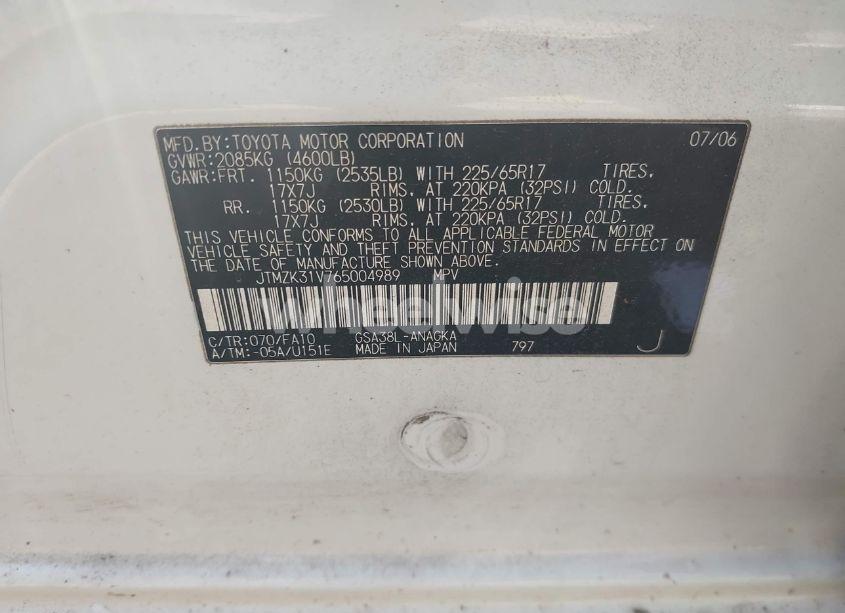 MFD.BY:TOYOTA MOTOR CORPORATION 07/06
GVWR:2085KG (4600LB)
GAWR:FRT. 1150KG (2535LB) WITH 225/65R17 TIRES,
17X7J RIMS, AT 220KPA (32PSI) COLD.
RR. 1150KG (2530LB) WITH 225/65R17 TIRES,
17X7J RIMS, AT 220KPA (32PSI) COLD.
THIS VEHICLE CONFORMS TO ALL APPLICABLE FEDERAL MOTOR
VEHICLE SAFETY AND THEFT PREVENTION STANDARDS IN EFFECT ON
THE DATE OF MANUFACTURE SHOWN ABOVE.
JTMZK31V765004989 MPV
wheelwise
C/TR:070/FA10 GSA38L-ANAGKA
A/TM:-05A/U151E MADE IN JAPAN 797 J